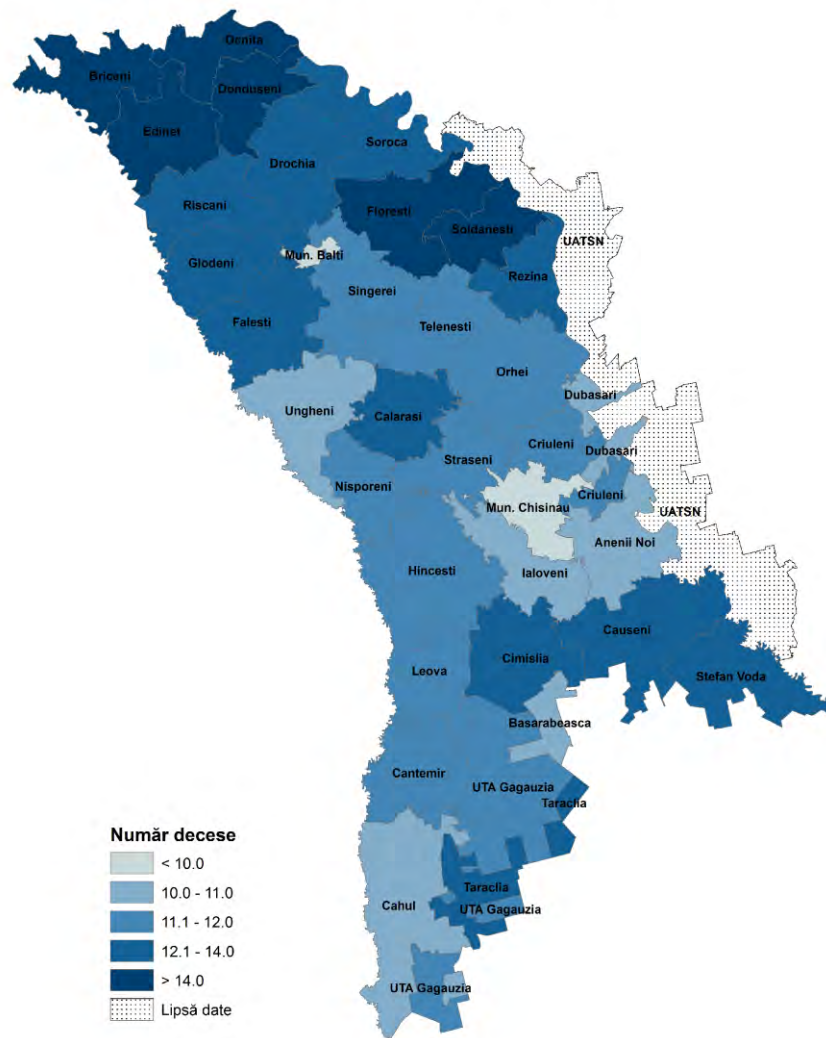 Ocnita
Briceni
Donduseni
Edinet
Soroca
Drochia
Riscani
Floresti
Soldanesti
UATSN
Mun. Balti
Glodeni
Rezina
Singerei
Falesti
Telenesti
Orhei
Dubasari
Ungheni
Calarasi
Criuleni
Dubasari
Straseni
Nisporeni
Criuleni
Mun. Chisinau
UATSN
Anenii Noi
Hincesti
Ialoveni
Causeni
Cimislia
Leova
Stefan Voda
Basarabeasca
Cantemir
UTA Gagauzia
Taraclia
Număr decese
< 10.0
10.0 - 11.0
11.1 - 12.0
12.1 - 14.0
> 14.0
Lipsă date
Taraclia
Cahul
UTA Gagauzia
UTA Gagauzia